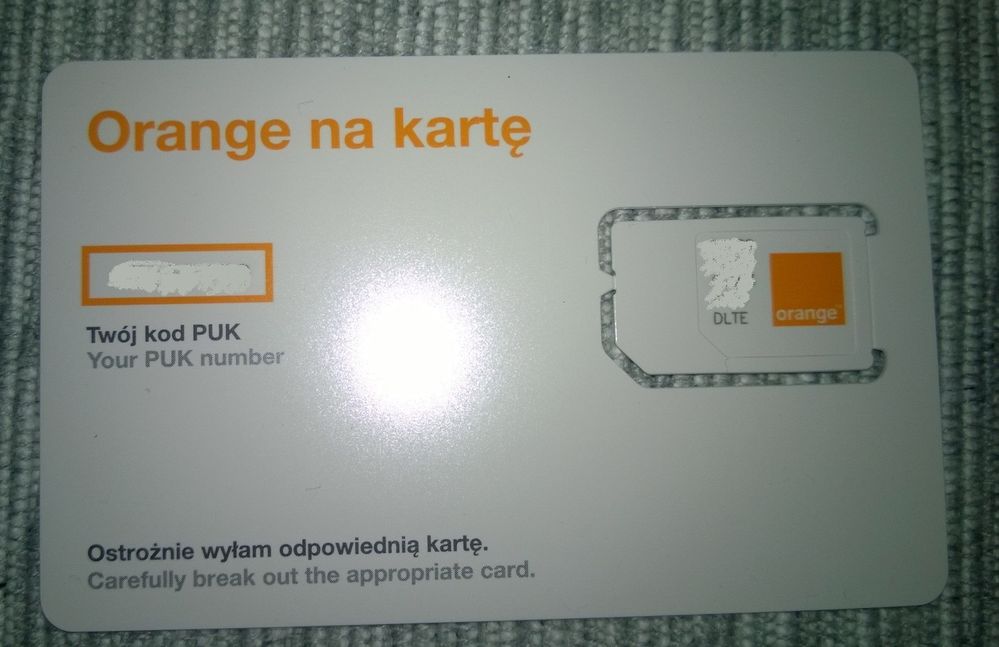 Orange na kartę
DLTE
orange™
Twój kod PUK
Your PUK number
Ostrożnie wyłam odpowiednią kartę.
Carefully break out the appropriate card.